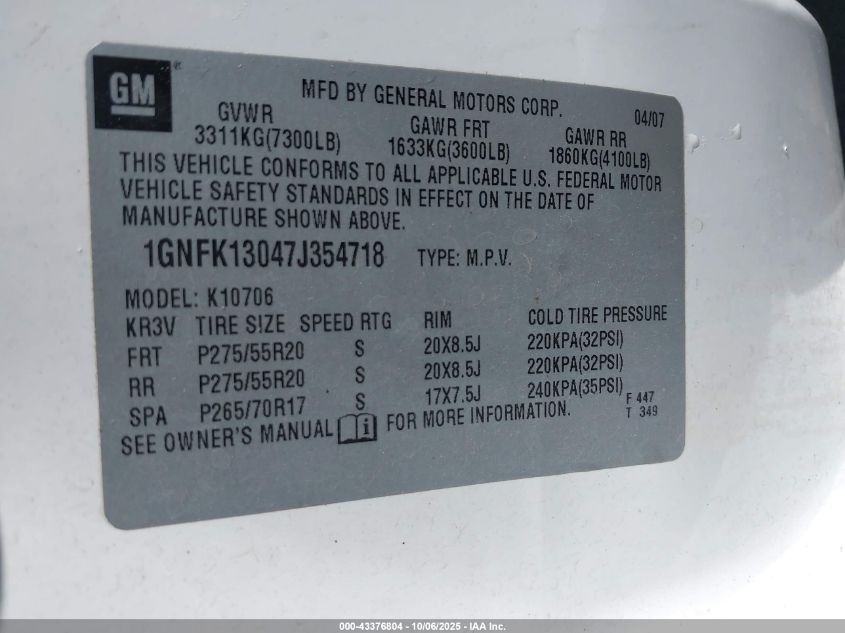 GM ®
MFD BY GENERAL MOTORS CORP.
04/07
GVWR GAWR FRT GAWR RR
3311KG(7300LB) 1633KG(3600LB) 1860KG(4100LB)
THIS VEHICLE CONFORMS TO ALL APPLICABLE U.S. FEDERAL MOTOR
VEHICLE SAFETY STANDARDS IN EFFECT ON THE DATE OF
MANUFACTURE SHOWN ABOVE.
1GNFK13047J354718 TYPE: M.P.V.
MODEL: K10706
KR3V TIRE SIZE SPEED RTG RIM COLD TIRE PRESSURE
FRT P275/55R20 S 20X8.5J 220KPA(32PSI)
RR P275/55R20 S 20X8.5J 220KPA(32PSI)
SPA P265/70R17 S 17X7.5J 240KPA(35PSI)
F 447
T 349
SEE OWNER'S MANUAL i FOR MORE INFORMATION.
000-43376804 - 10/06/2025 - IAA Inc.